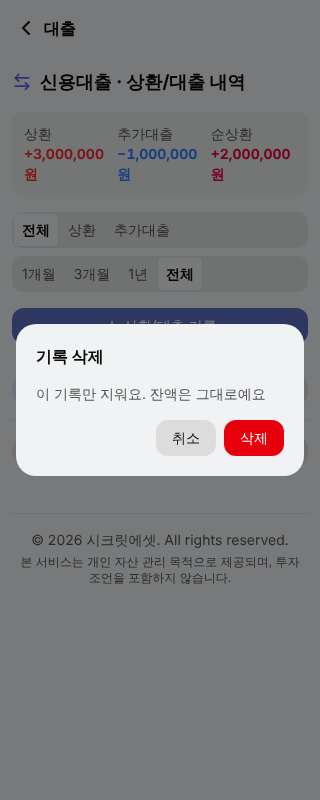 대출
신용대출 · 상환/대출 내역
상환 추가대출 순상환
+3,000,000 −1,000,000 +2,000,000
원 원 원
전체 상환 추가대출
1개월 3개월 1년 전체
기록 삭제
이 기록만 지워요. 잔액은 그대로예요
취소 삭제
© 2026 시크릿에셋. All rights reserved.
본 서비스는 개인 자산 관리 목적으로 제공되며, 투자
조언을 포함하지 않습니다.